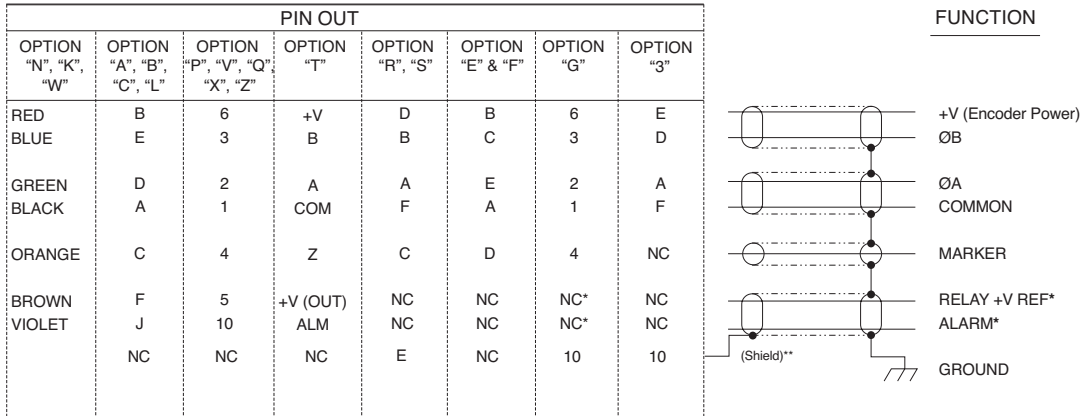 PIN OUT FUNCTION
OPTION “N”, “K”, “W” OPTION “A”, “B”, “C”, “L” OPTION “P”, “V”, “Q”, “X”, “Z” OPTION “T” OPTION “R”, “S” OPTION “E” & “F” OPTION “G” OPTION “3”
RED B 6 +V D B 6 E +V (Encoder Power)
BLUE E 3 B B C 3 D ØB
GREEN D 2 A A E 2 A ØA
BLACK A 1 COM F A 1 F COMMON
ORANGE C 4 Z C D 4 NC MARKER
BROWN F 5 +V (OUT) NC NC NC* NC RELAY +V REF*
VIOLET J 10 ALM NC NC NC* NC ALARM*
NC NC NC E NC 10 10 (Shield)** GROUND